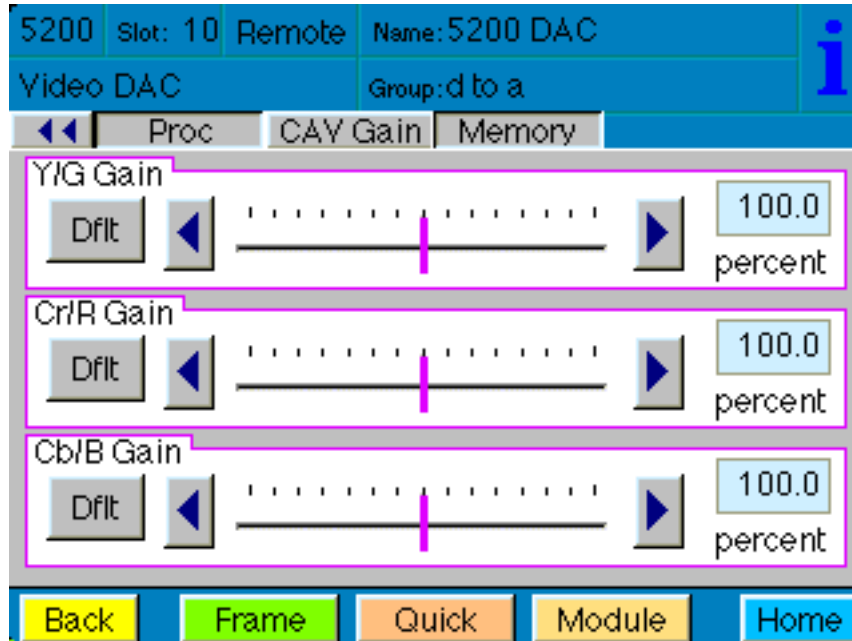 5200 Slot: 10 Remote Name: 5200 DAC i
Video DAC Group: d to a
Proc CAV Gain Memory
Y/G Gain
Dflt 100.0
percent
Cr/R Gain
Dflt 100.0
percent
Cb/B Gain
Dflt 100.0
percent
Back Frame Quick Module Home